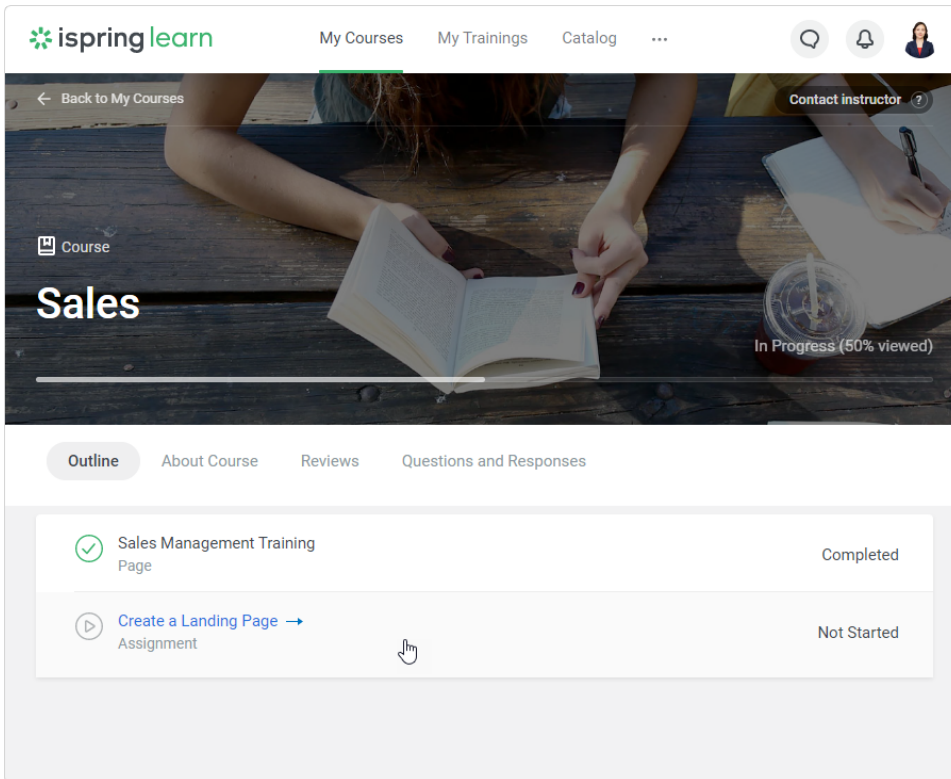 ispring learn
My Courses
My Trainings
Catalog
...
Back to My Courses
Contact instructor ?
Course
Sales
In Progress (50% viewed)
Outline
About Course
Reviews
Questions and Responses
Sales Management Training
Page
Completed
Create a Landing Page →
Assignment
Not Started